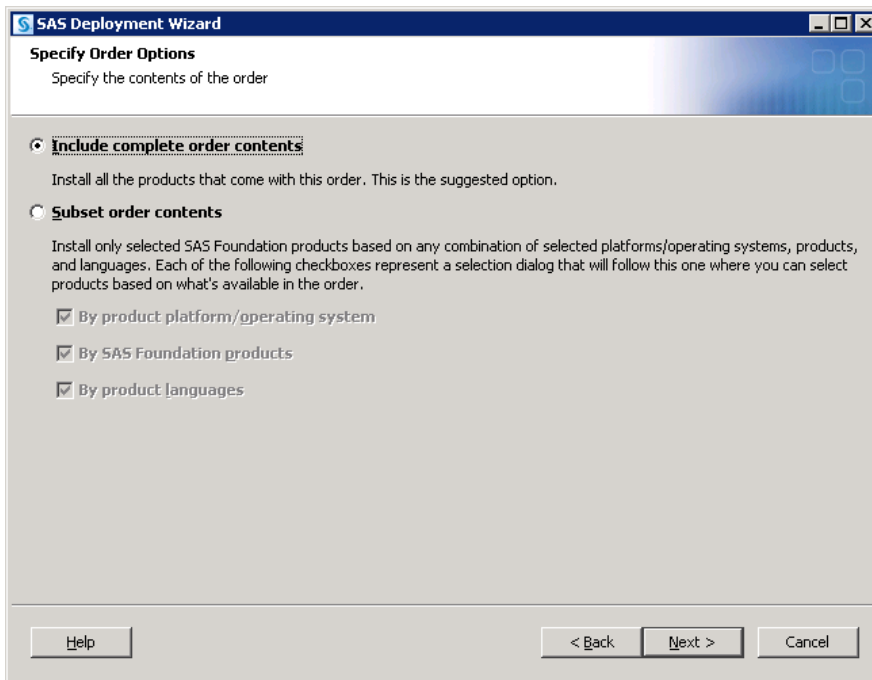 SAS Deployment Wizard
Specify Order Options
Specify the contents of the order
Include complete order contents
Install all the products that come with this order. This is the suggested option.
Subset order contents
Install only selected SAS Foundation products based on any combination of selected platforms/operating systems, products,
and languages. Each of the following checkboxes represent a selection dialog that will follow this one where you can select
products based on what's available in the order.
By product platform/operating system
By SAS Foundation products
By product languages
Help < Back Next > Cancel